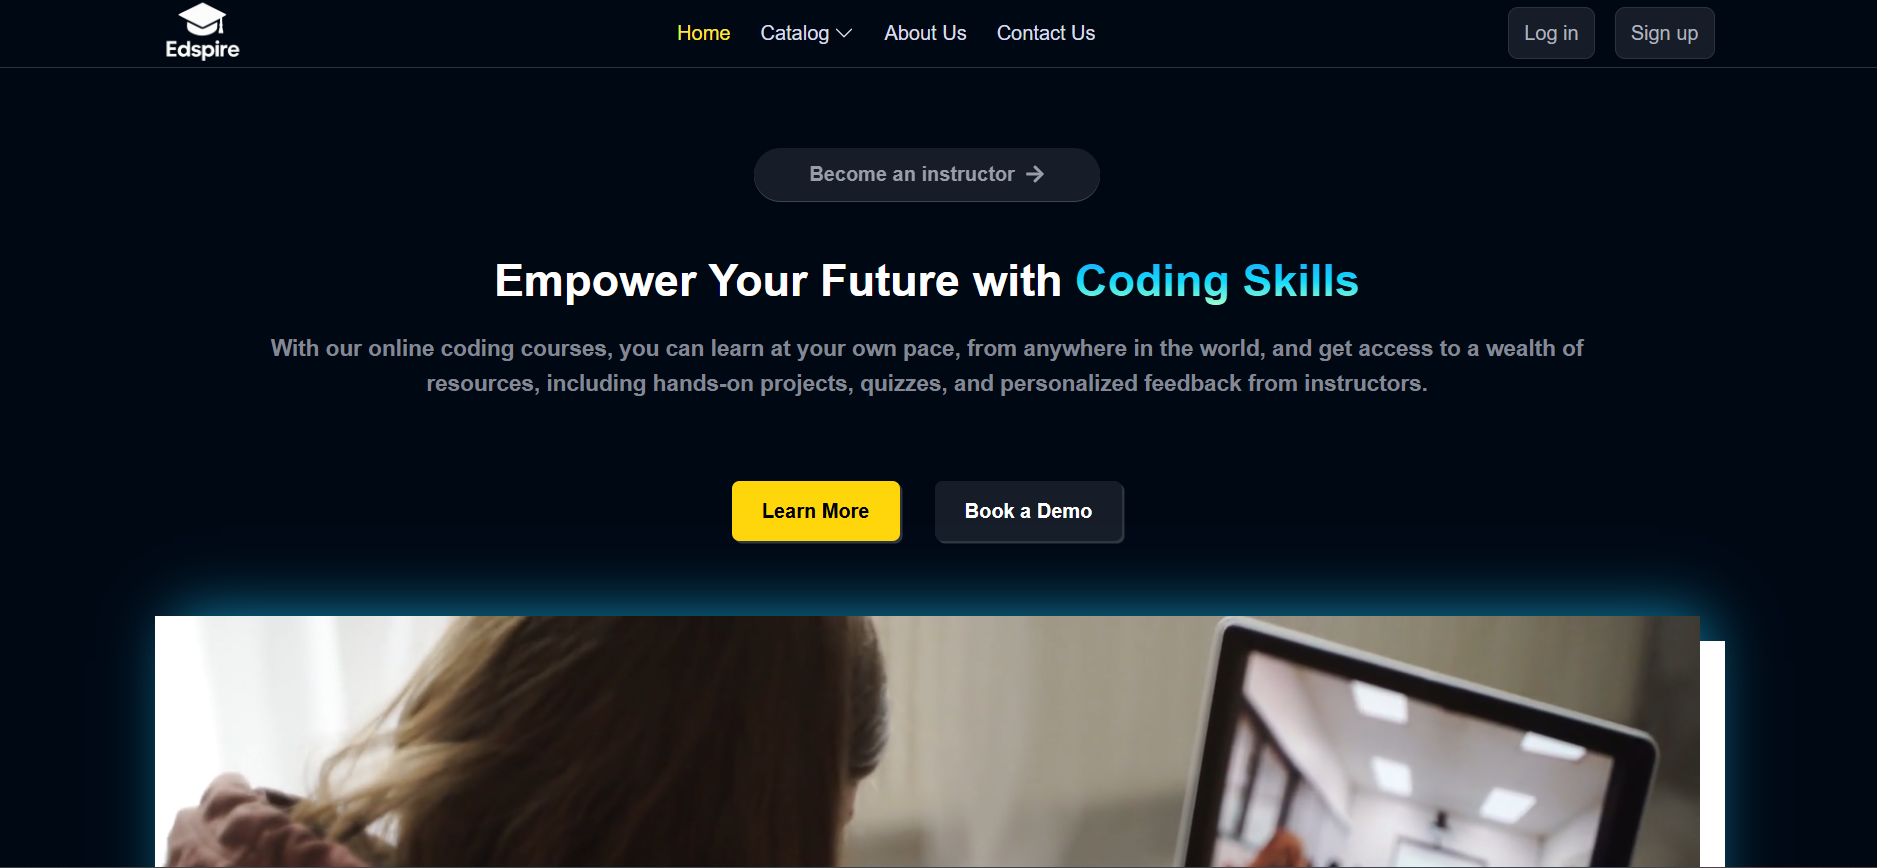 Edspire
Home Catalog About Us Contact Us
Log in Sign up
Become an instructor
Empower Your Future with Coding Skills
With our online coding courses, you can learn at your own pace, from anywhere in the world, and get access to a wealth of
resources, including hands-on projects, quizzes, and personalized feedback from instructors.
Learn More Book a Demo